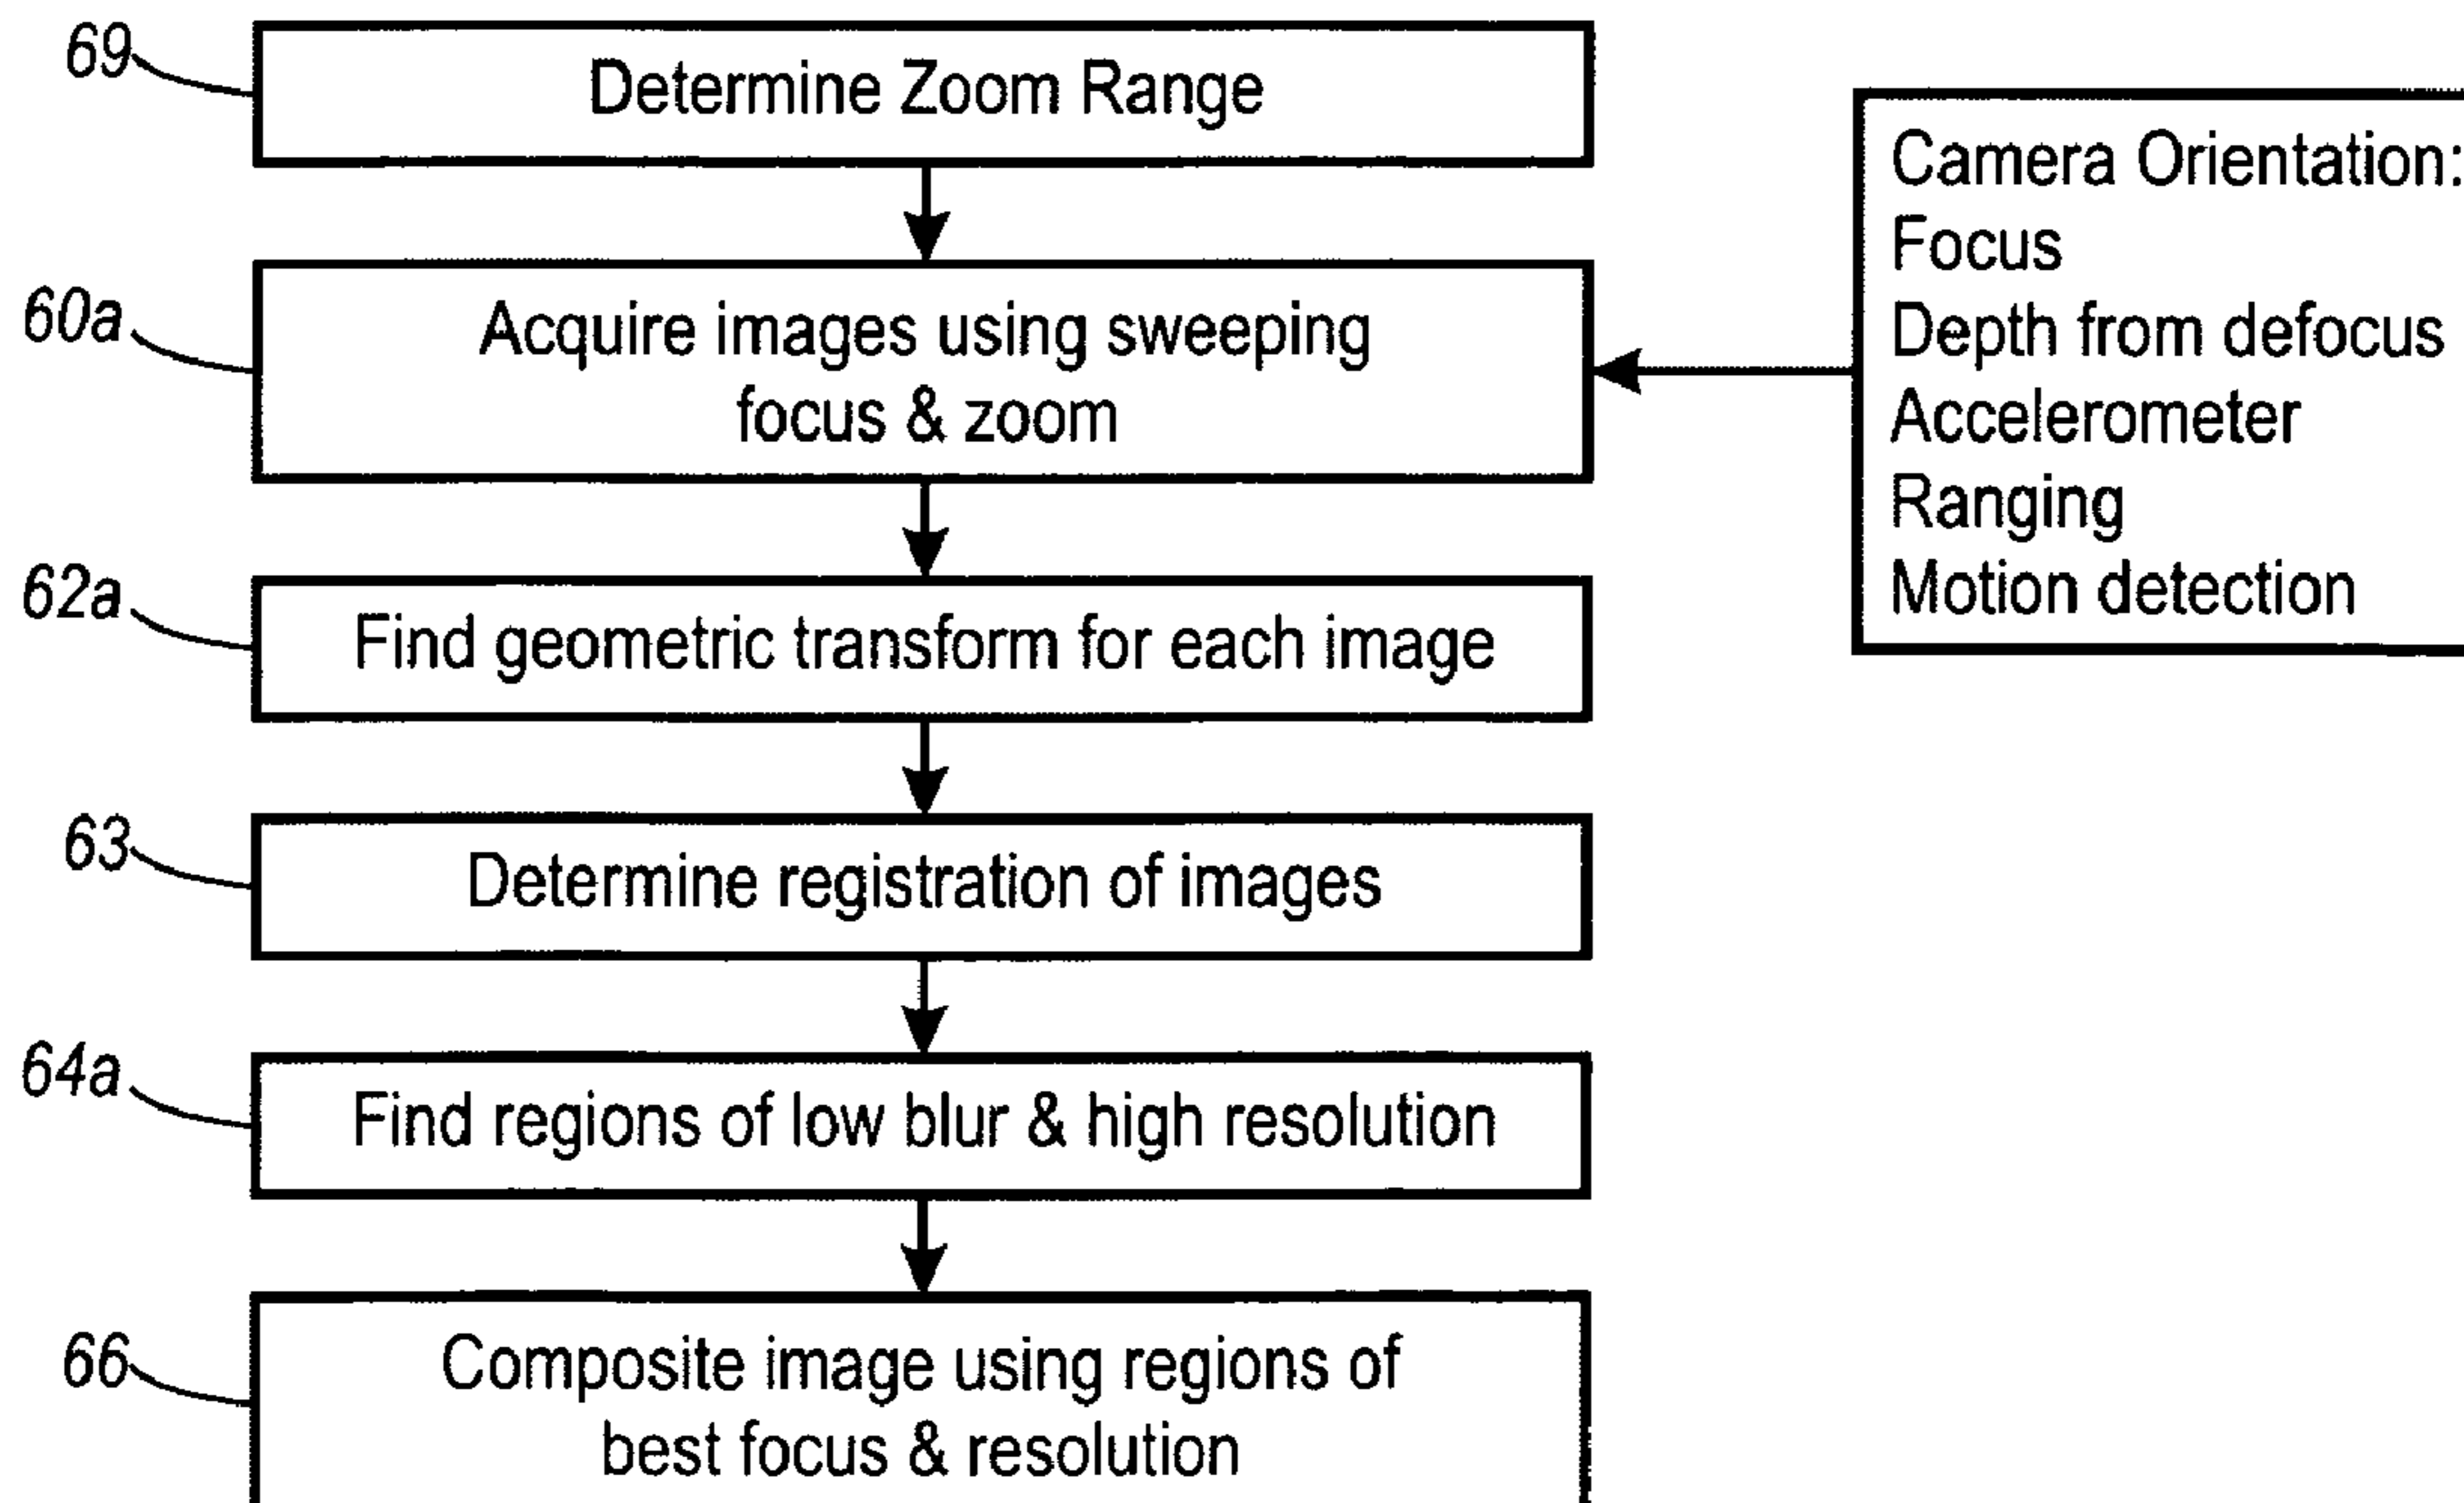 69
Determine Zoom Range
60a
Acquire images using sweeping
focus & zoom
Camera Orientation:
Focus
Depth from defocus
Accelerometer
Ranging
Motion detection
62a
Find geometric transform for each image
63
Determine registration of images
64a
Find regions of low blur & high resolution
66
Composite image using regions of
best focus & resolution